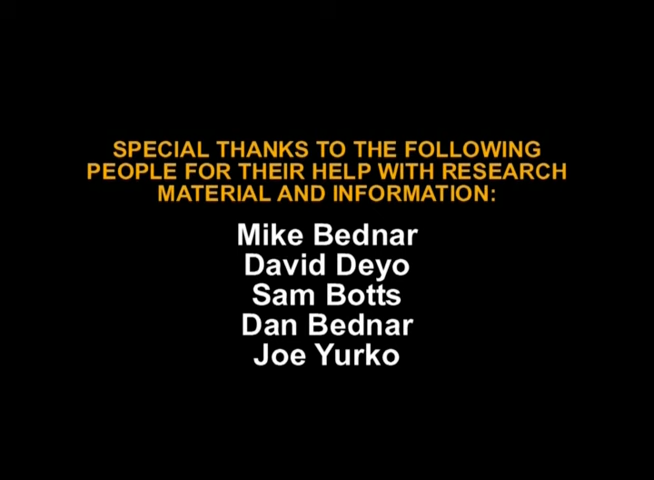 SPECIAL THANKS TO THE FOLLOWING
PEOPLE FOR THEIR HELP WITH RESEARCH
MATERIAL AND INFORMATION:
Mike Bednar
David Deyo
Sam Botts
Dan Bednar
Joe Yurko